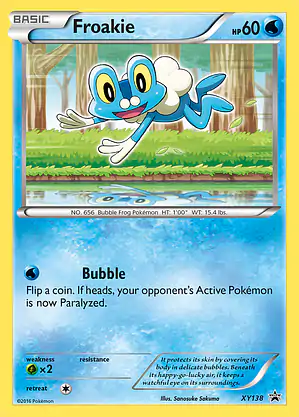 BASIC
Froakie
HP 60
NO. 656 Bubble Frog Pokémon HT: 1'00" WT: 15.4 lbs.
Bubble
Flip a coin. If heads, your opponent's Active Pokémon
is now Paralyzed.
weakness
resistance
×2
retreat
It protects its skin by covering its
body in delicate bubbles. Beneath
its happy-go-lucky air, it keeps a
watchful eye on its surroundings.
©2016 Pokémon
Illus. Sanosuke Sakuma
XY138